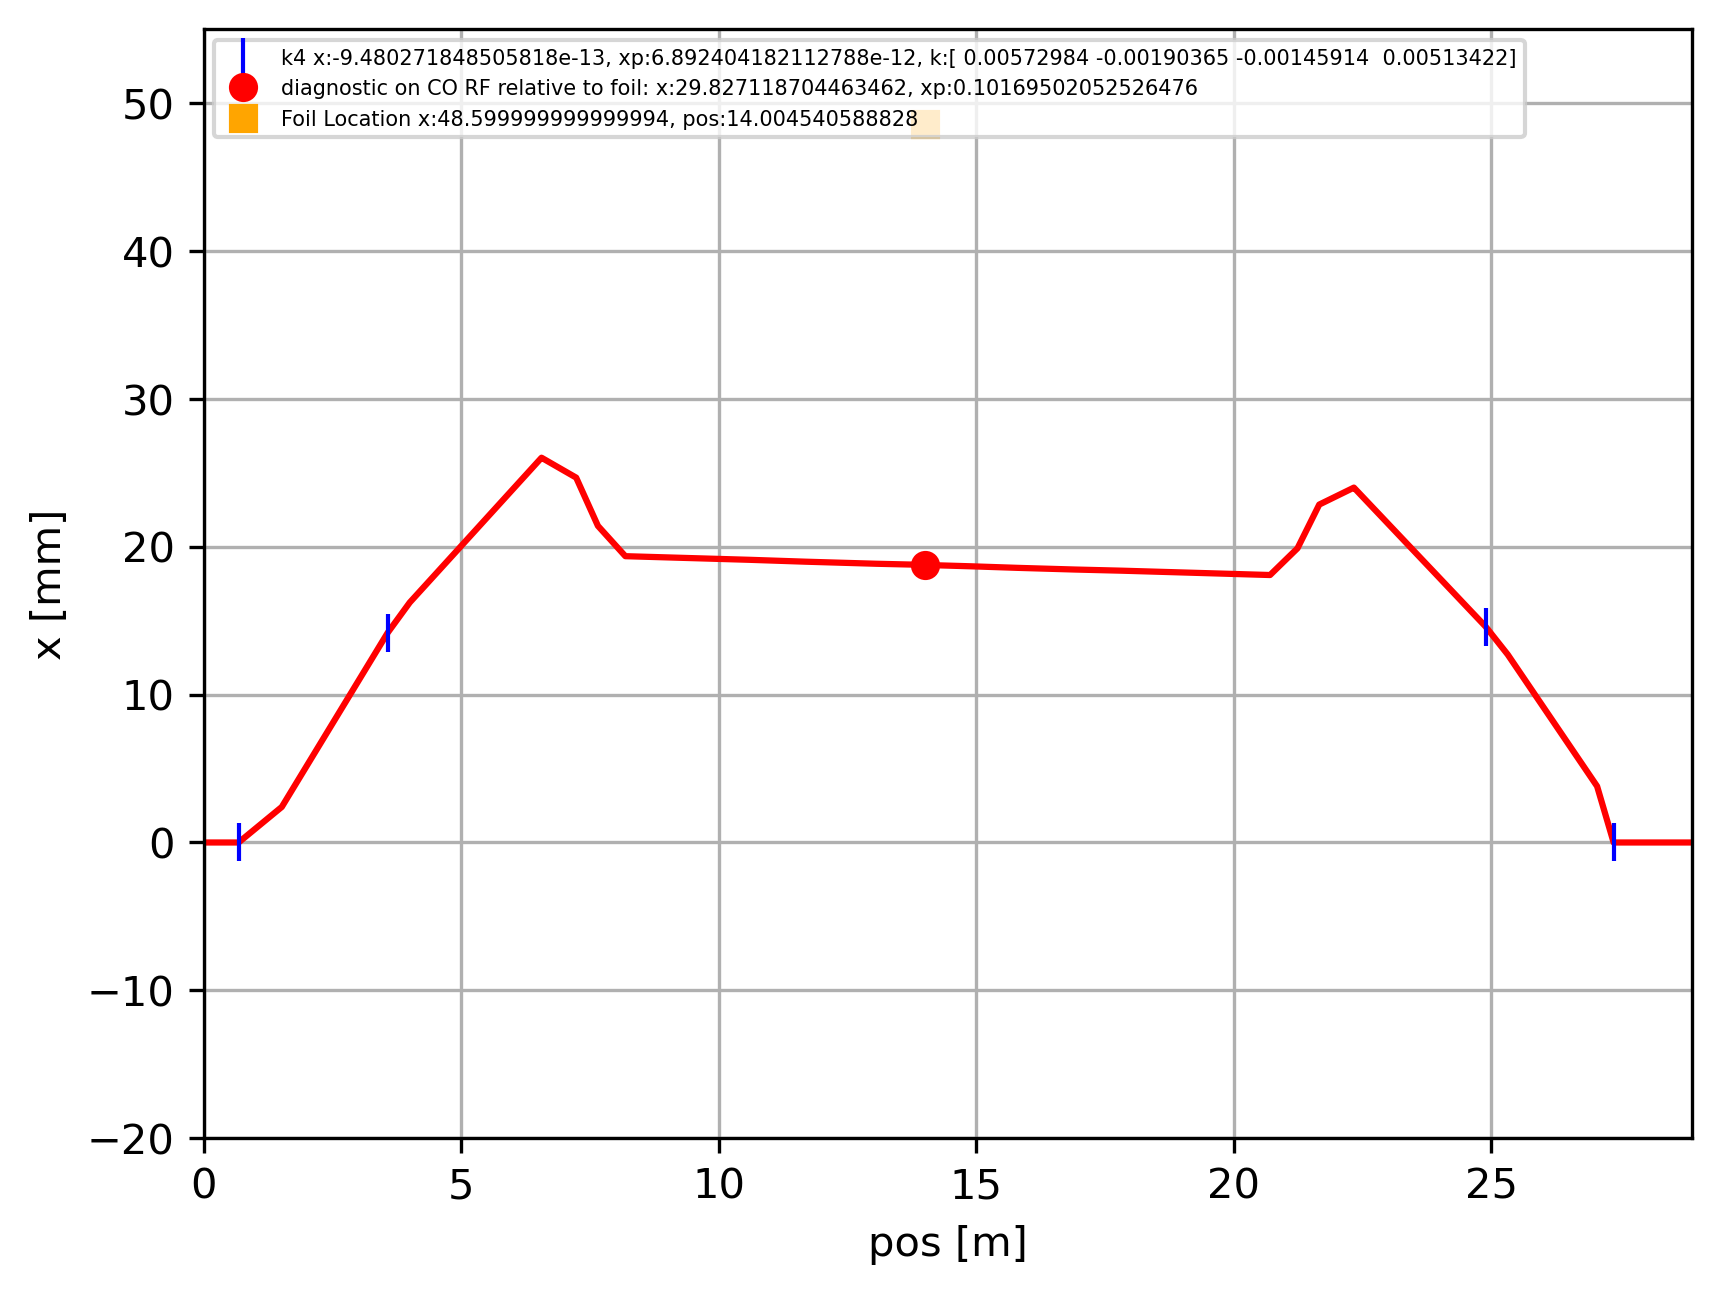 k4 x:-9.480271848505818e-13, xp:6.892404182112788e-12, k:[ 0.00572984 -0.00190365 -0.00145914  0.00513422]
diagnostic on CO RF relative to foil: x:29.827118704463462, xp:0.10169502052526476
Foil Location x:48.599999999999994, pos:14.004540588828
50
40
30
20
10
0
−10
−20
x [mm]
0 5 10 15 20 25
pos [m]